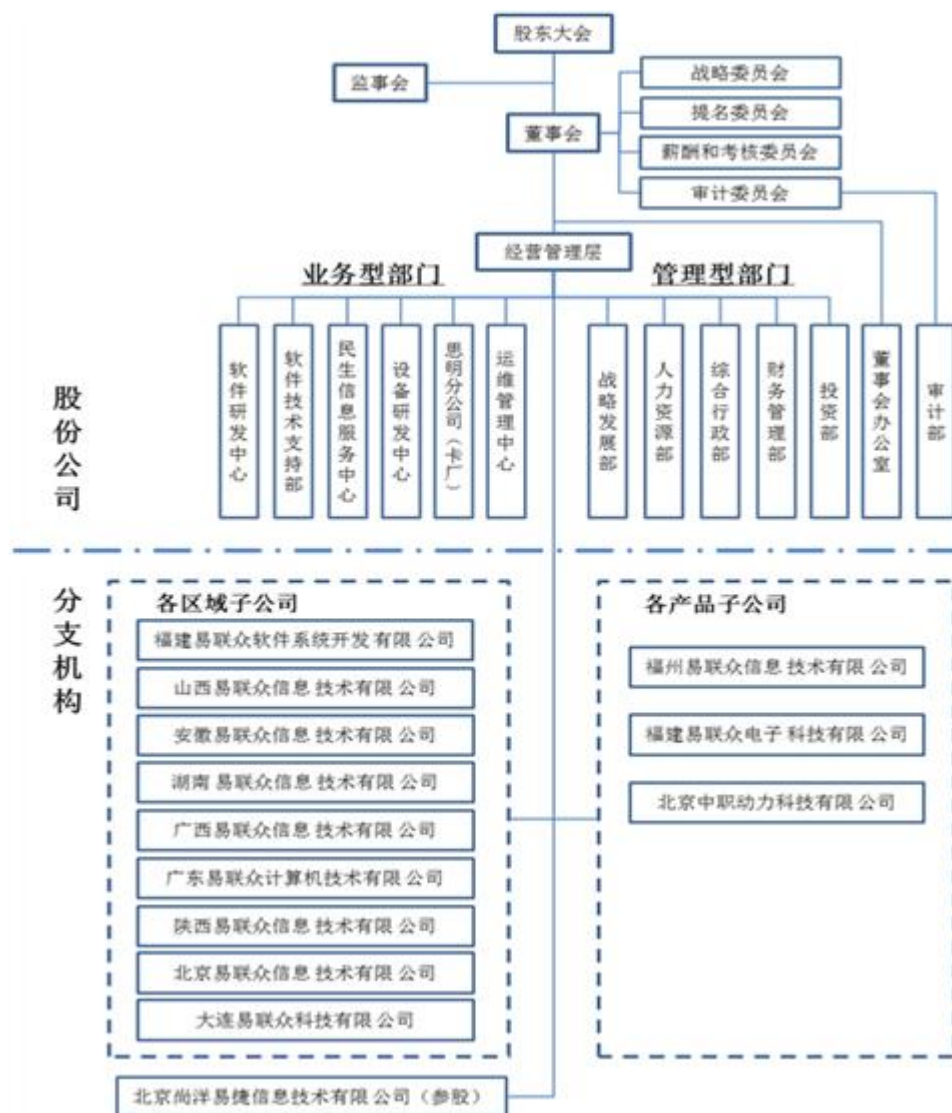 股东大会
监事会
战略委员会
提名委员会
董事会
薪酬和考核委员会
审计委员会
经营管理层
业务型部门
管理型部门
软件研发中心
软件技术支持部
民生信息服务中心
设备研发中心
思明分公司（卡厂）
运维管理中心
战略发展部
人力资源部
综合行政部
财务管理部
投资部
董事会办公室
审计部
股份公司
分支机构
各区域子公司
福建易联众软件系统开发有限公司
山西易联众信息技术有限公司
安徽易联众信息技术有限公司
湖南易联众信息技术有限公司
广西易联众信息技术有限公司
广东易联众计算机技术有限公司
陕西易联众信息技术有限公司
北京易联众信息技术有限公司
大连易联众科技有限公司
各产品子公司
福州易联众信息技术有限公司
福建易联众电子科技有限公司
北京中职动力科技有限公司
北京尚洋易捷信息技术有限公司（参股）